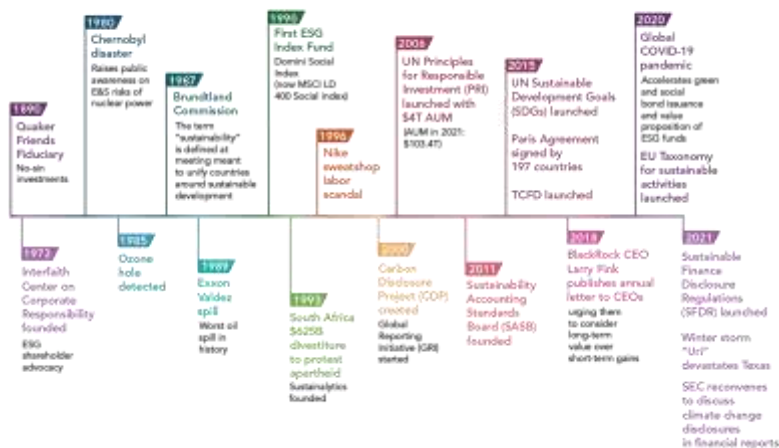 1898
Quaker
Friends
Fiduciary
No-sin
investments
1980
Chernobyl
disaster
Raises public
awareness on
E&S risks of
nuclear power
1987
Brundtland
Commission
The term
"sustainability"
is defined at
meeting meant
to unify countries
around sustainable
development
1990
First ESG
Index Fund
Domini Social
Index
(now MSCI LD
400 Social Index)
1996
Nike
sweatshop
labor
scandal
2006
UN Principles
for Responsible
Investment (PRI)
launched with
$4T AUM
(AUM in 2021:
$103.4T)
2015
UN Sustainable
Development Goals
(SDGs) launched
Paris Agreement
signed by
197 countries
TCFD launched
2020
Global
COVID-19
pandemic
Accelerates green
and social
bond issuance
and value
proposition of
ESG funds
EU Taxonomy
for sustainable
activities
launched
1972
Interfaith
Center on
Corporate
Responsibility
founded
ESG
shareholder
advocacy
1985
Ozone
hole
detected
1989
Exxon
Valdez
spill
Worst oil
spill in
history
1993
South Africa
$625B
divestiture
to protest
apertheid
Sustainalytics
founded
2000
Carbon
Disclosure
Project (CDP)
created
Global
Reporting
Initiative (GRI)
started
2011
Sustainability
Accounting
Standards
Board (SASB)
founded
2018
BlackRock CEO
Larry Fink
publishes annual
letter to CEOs
urging them
to consider
long-term
value over
short-term gains
2021
Sustainable
Finance
Disclosure
Regulations
(SFDR) launched
Winter storm
"Uri"
devastates Texas
SEC reconvenes
to discuss
climate change
disclosures
in financial reports